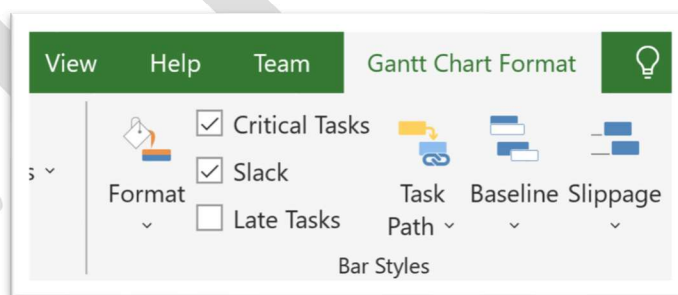 View Help Team Gantt Chart Format
s
Format
Critical Tasks
Slack
Late Tasks
Task
Path
Baseline
Slippage
Bar Styles